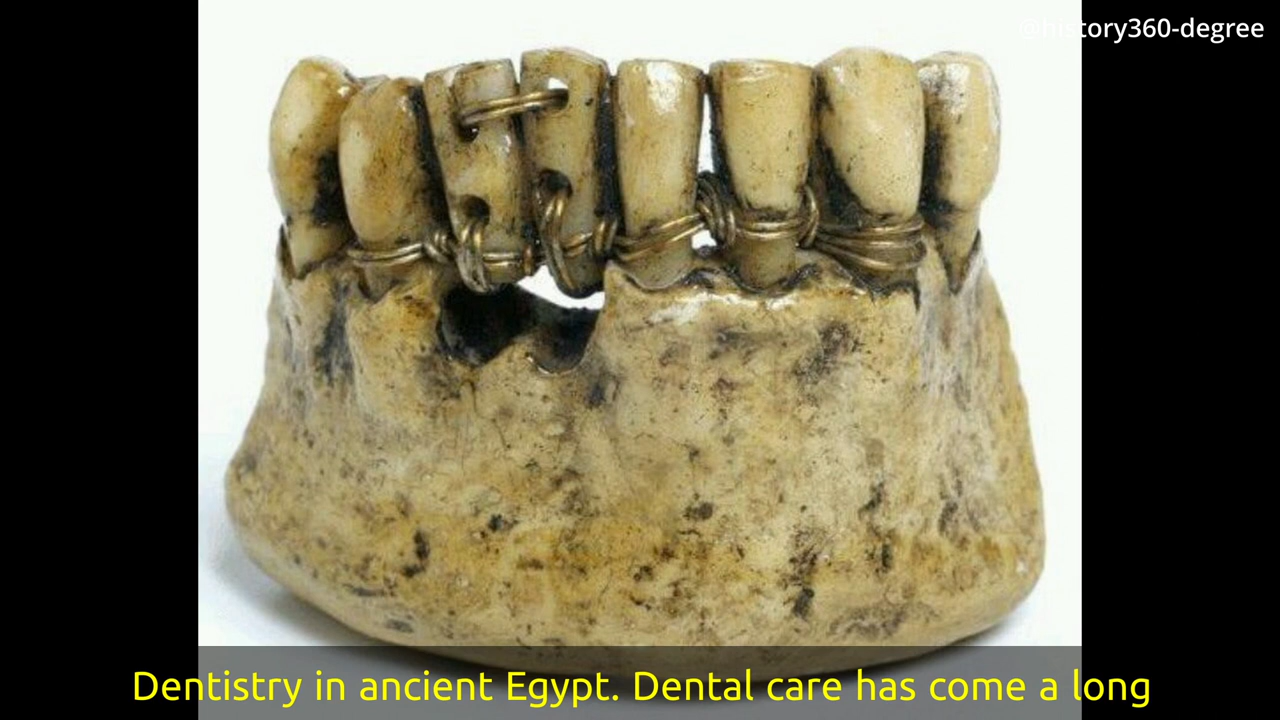 @history360-degree
Dentistry in ancient Egypt. Dental care has come a long